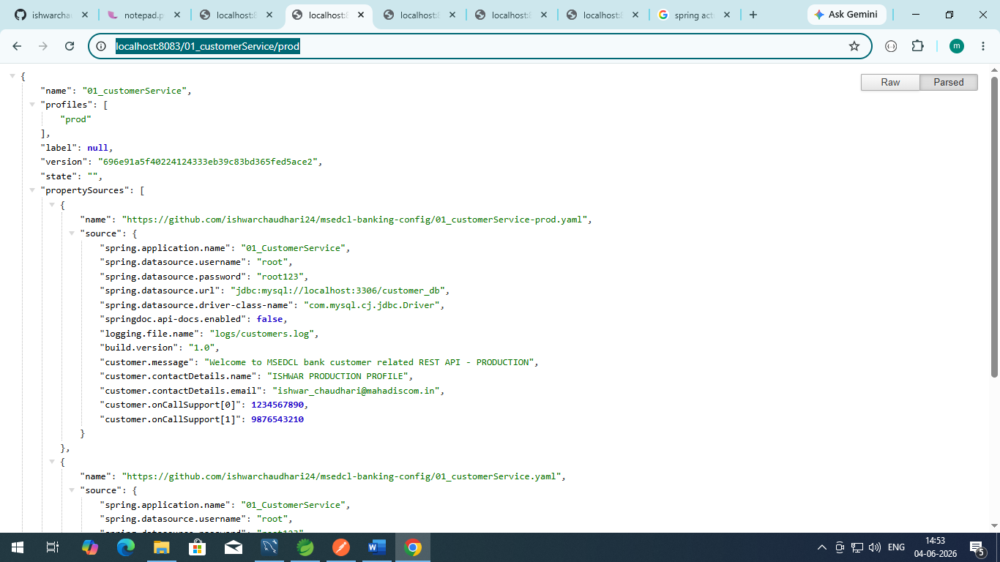 ishwarcha
notepad.p
localhost:8
localhost:8
localhost:8
localhost:8
localhost:8
spring act
Ask Gemini
localhost:8083/01_customerService/prod
m
Raw
Parsed
{
"name": "01_customerService",
"profiles": [
"prod"
],
"label": null,
"version": "696e91a5f40224124333eb39c83bd365fed5ace2",
"state": "",
"propertySources": [
{
"name": "https://github.com/ishwarchaudhari24/msedcl-banking-config/01_customerService-prod.yaml",
"source": {
"spring.application.name": "01_CustomerService",
"spring.datasource.username": "root",
"spring.datasource.password": "root123",
"spring.datasource.url": "jdbc:mysql://localhost:3306/customer_db",
"spring.datasource.driver-class-name": "com.mysql.cj.jdbc.Driver",
"springdoc.api-docs.enabled": false,
"logging.file.name": "logs/customers.log",
"build.version": "1.0",
"customer.message": "Welcome to MSEDCL bank customer related REST API - PRODUCTION",
"customer.contactDetails.name": "ISHWAR PRODUCTION PROFILE",
"customer.contactDetails.email": "ishwar_chaudhari@mahadiscom.in",
"customer.onCallSupport[0]": 1234567890,
"customer.onCallSupport[1]": 9876543210
}
},
{
"name": "https://github.com/ishwarchaudhari24/msedcl-banking-config/01_customerService.yaml",
"source": {
"spring.application.name": "01_CustomerService",
"spring.datasource.username": "root",
"spring.datasource.password": "root123",
ENG
14:53
04-06-2026
5